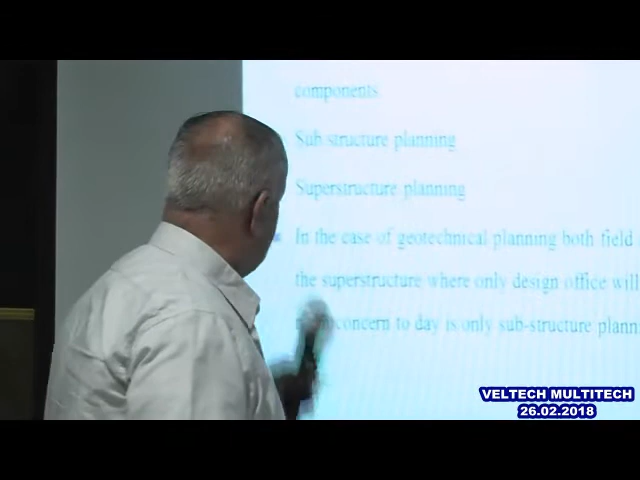 components
Sub structure planning
Superstructure planning
In the case of geotechnical planning both field
the superstructure where only design office will
concern to day is only sub-structure plann
VELTECH MULTITECH
26.02.2018